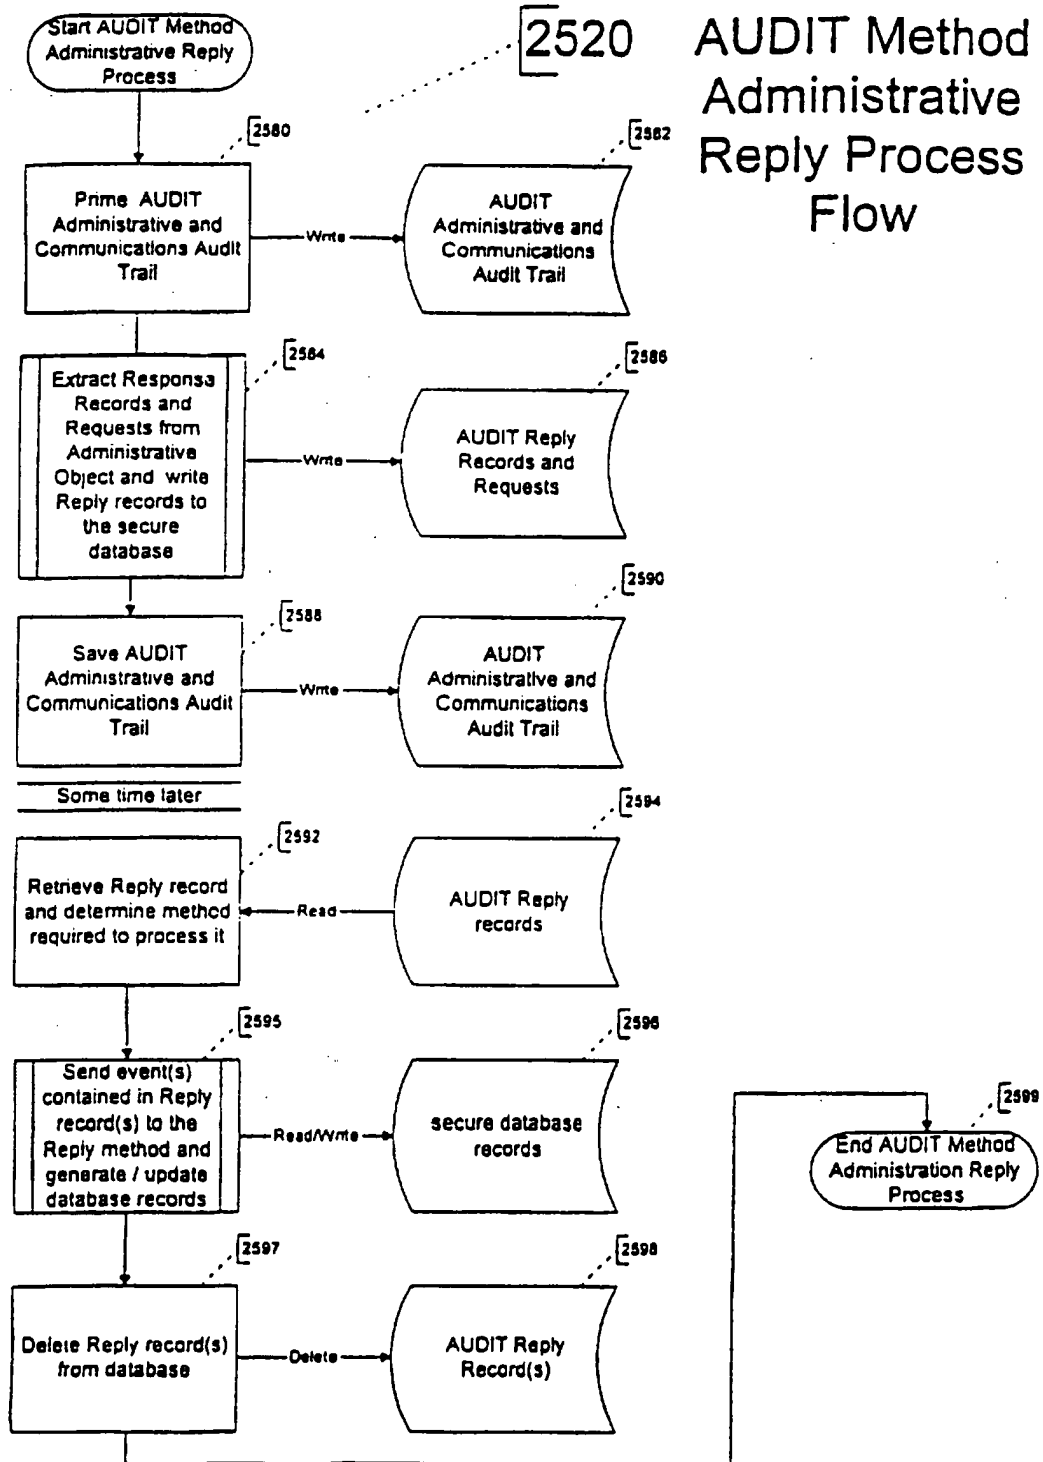 Start AUDIT Method
Administrative Reply
Process
2520
AUDIT Method
Administrative
Reply Process
Flow
2580
Prime AUDIT
Administrative and
Communications Audit
Trail
Write
2582
AUDIT
Administrative and
Communications
Audit Trail
2584
Extract Response
Records and
Requests from
Administrative
Object and write
Reply records to
the secure
database
Write
2586
AUDIT Reply
Records and
Requests
2588
Save AUDIT
Administrative and
Communications Audit
Trail
Write
2590
AUDIT
Administrative and
Communications
Audit Trail
Some time later
2592
Retrieve Reply record
and determine method
required to process it
Read
2594
AUDIT Reply
records
2595
Send event(s)
contained in Reply
record(s) to the
Reply method and
generate / update
database records
Read/Write
2596
secure database
records
2599
End AUDIT Method
Administration Reply
Process
2597
Delete Reply record(s)
from database
Delete
2598
AUDIT Reply
Record(s)